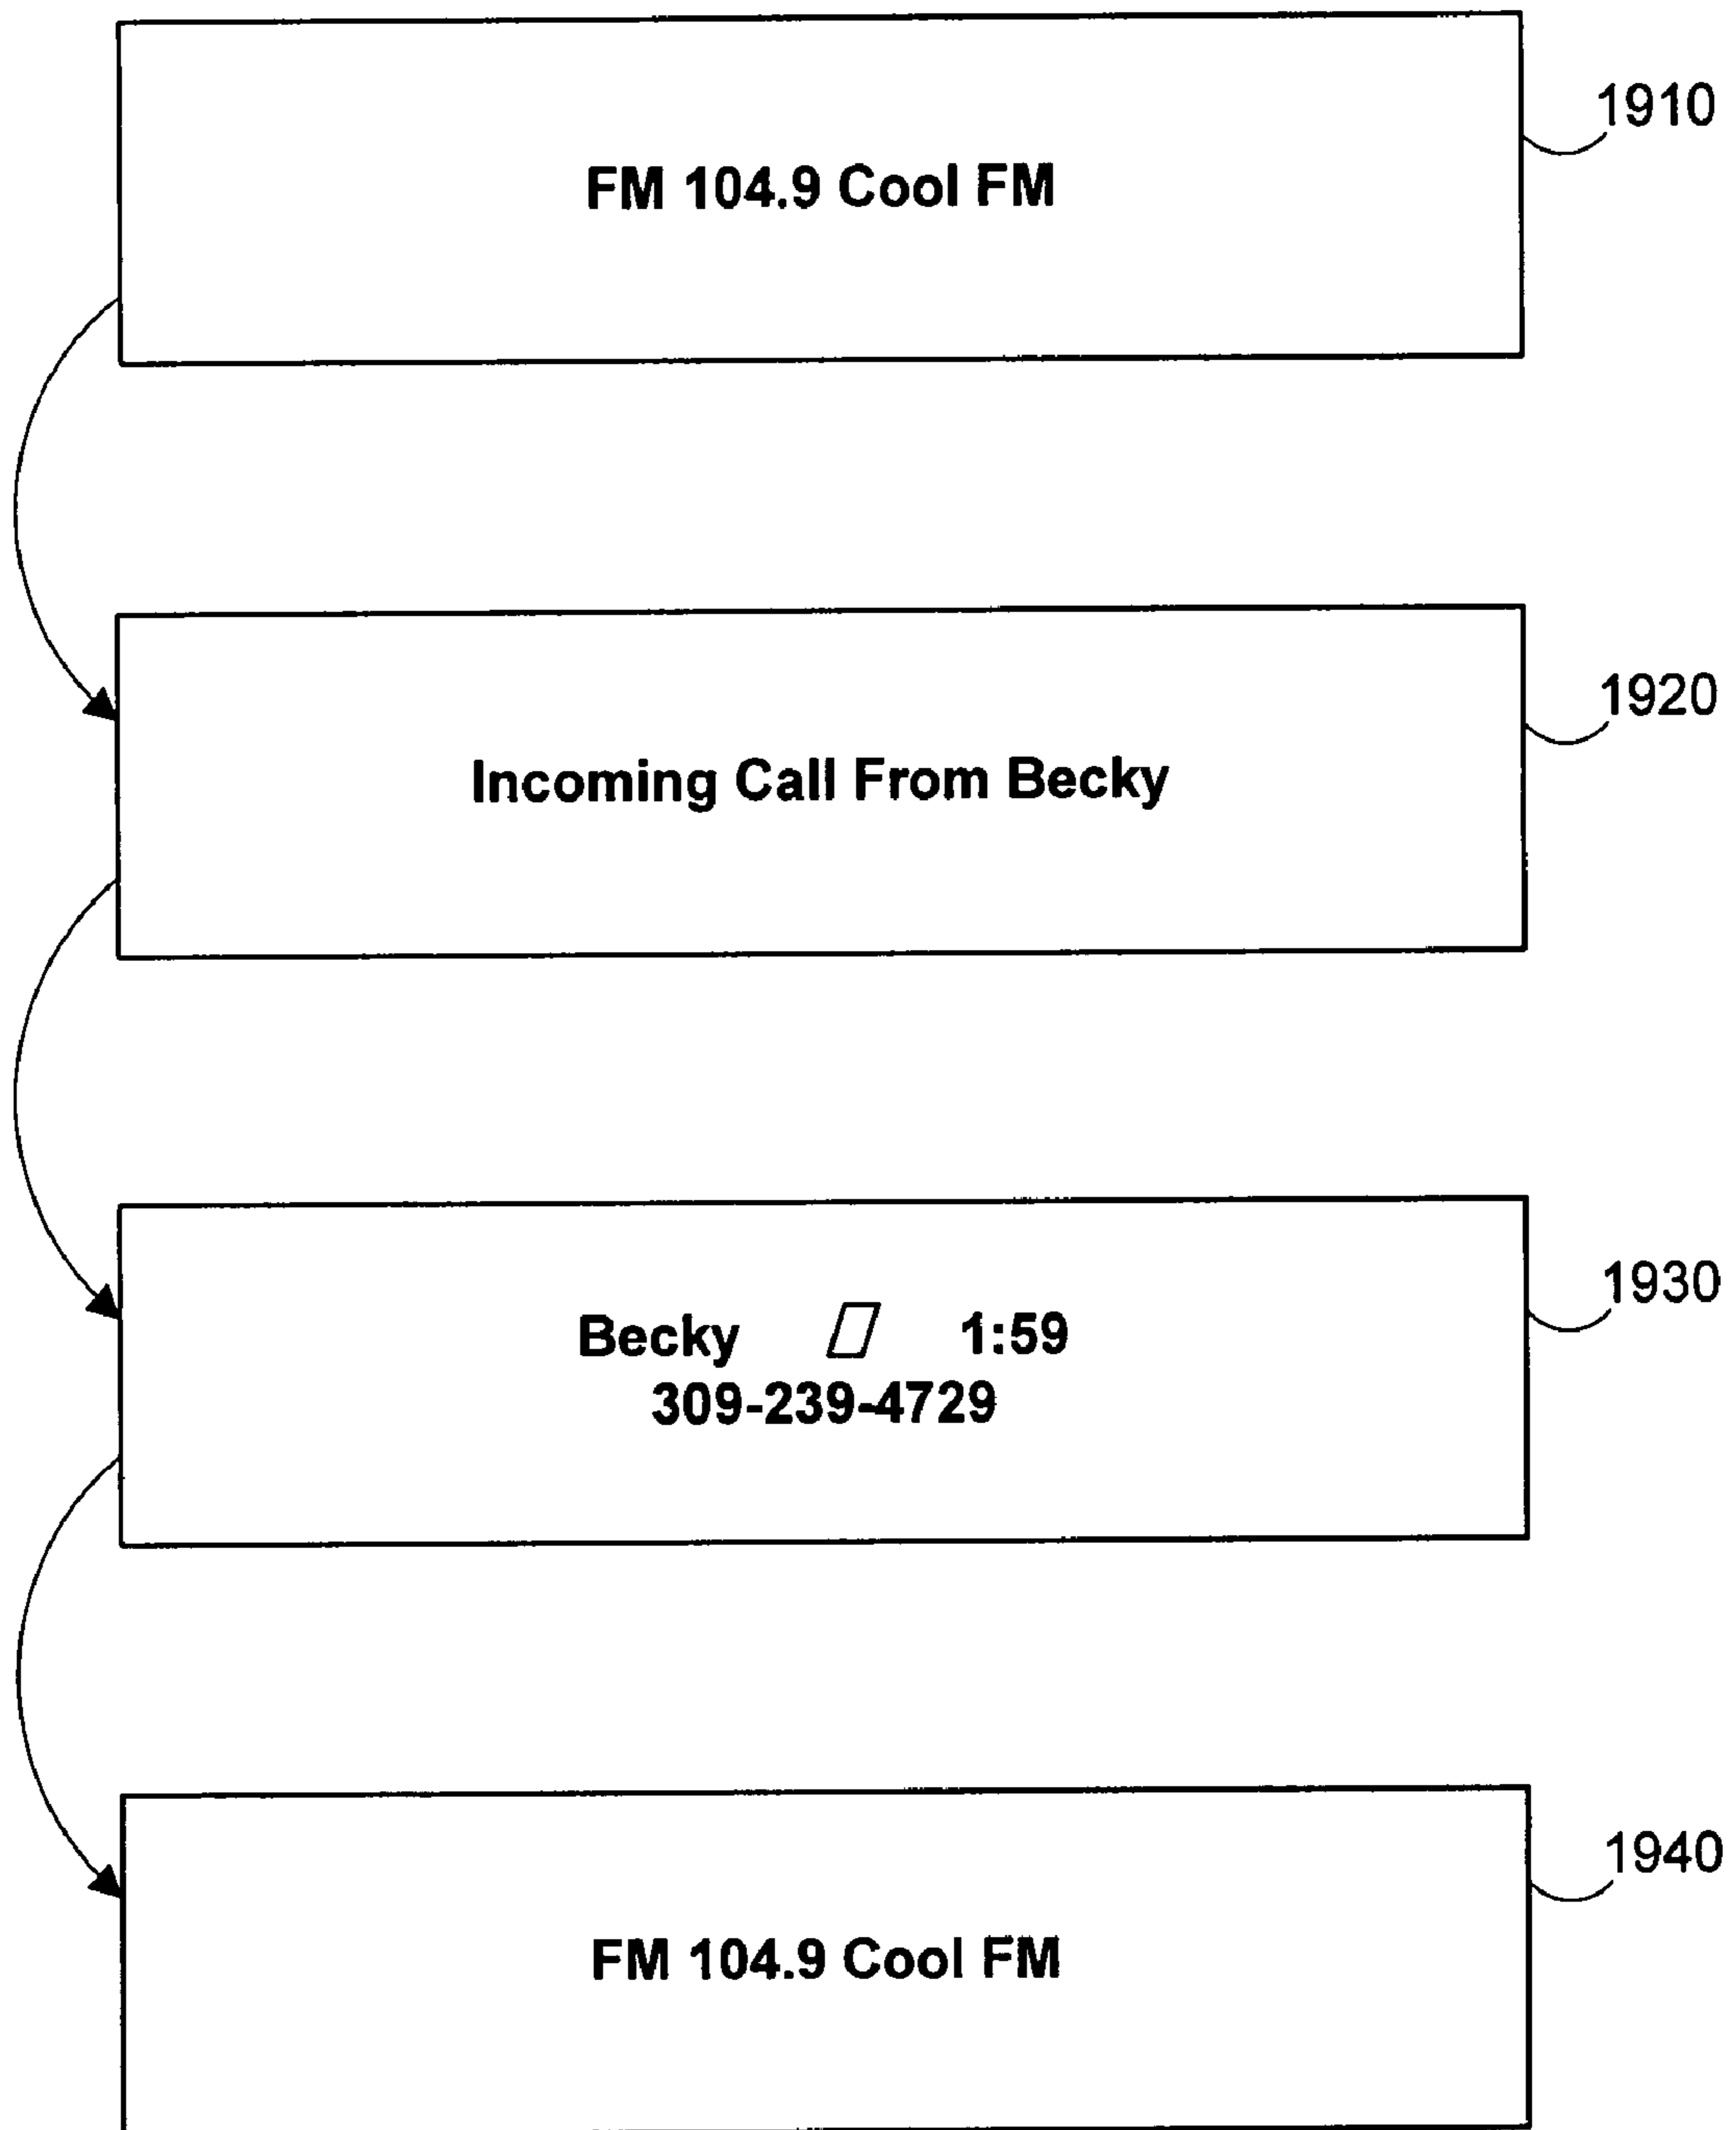 FM 104.9 Cool FM
1910
Incoming Call From Becky
1920
Becky 1:59
309-239-4729
1930
FM 104.9 Cool FM
1940